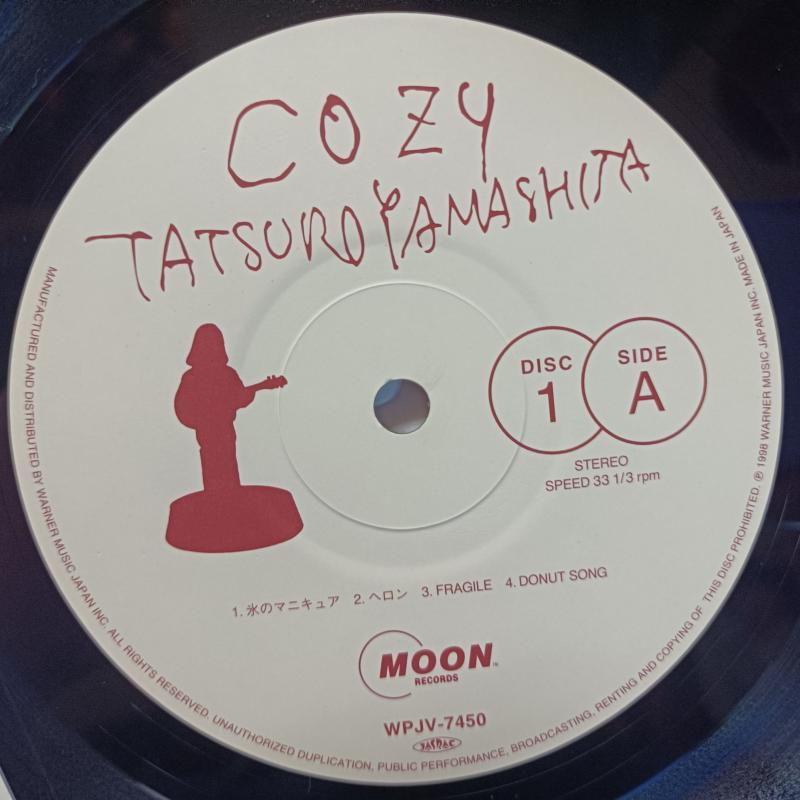 COZY
TATSURO YAMASHITA
DISC 1
SIDE A
STEREO
SPEED 33 1/3 rpm
1. 氷のマニキュア 2. ヘロン 3. FRAGILE 4. DONUT SONG
MOON
RECORDS
TM
WPJV-7450
JASRAC
MANUFACTURED AND DISTRIBUTED BY WARNER MUSIC JAPAN INC. ALL RIGHTS RESERVED. UNAUTHORIZED DUPLICATION, PUBLIC PERFORMANCE, BROADCASTING, RENTING AND COPYING OF THIS DISC PROHIBITED. ℗ 1998 WARNER MUSIC JAPAN INC. MADE IN JAPAN